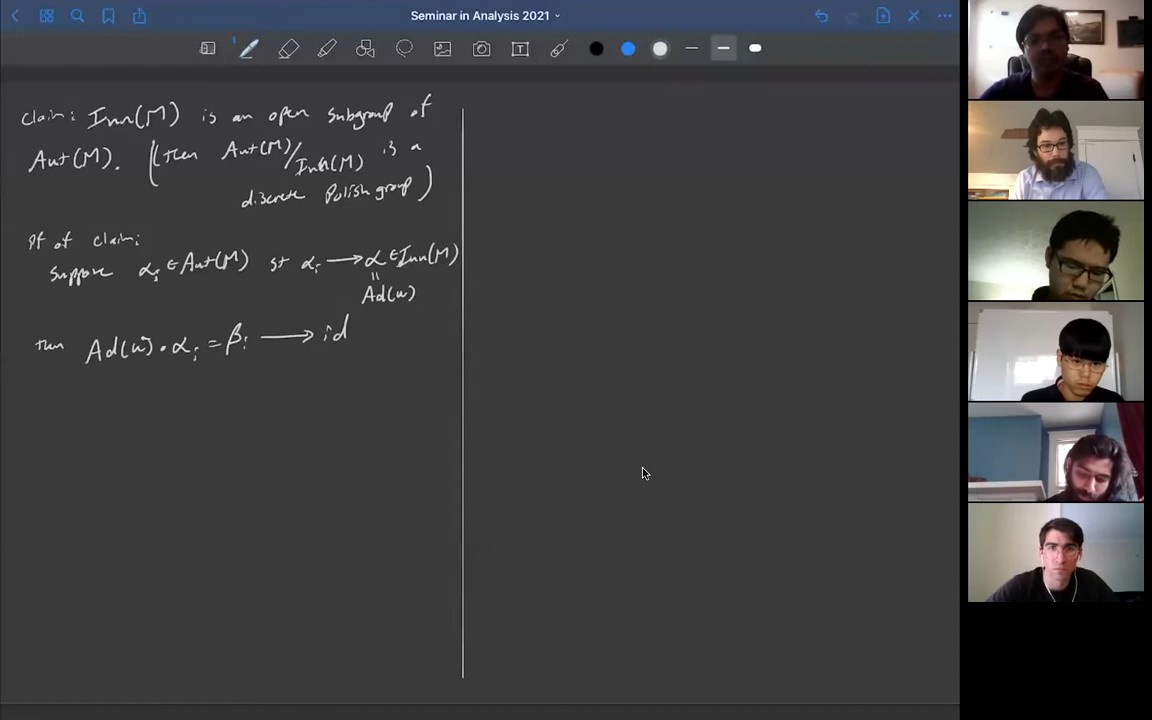 Seminar in Analysis 2021
Claim: Inn(M) is an open subgroup of
Aut(M). (then Aut(M)/Inn(M) is a
discrete Polish group)
Pf of claim:
Suppose αᵢ ∈ Aut(M) st αᵢ → α ∈ Inn(M)
=
Ad(u)
then Ad(u*)∘αᵢ = βᵢ → id